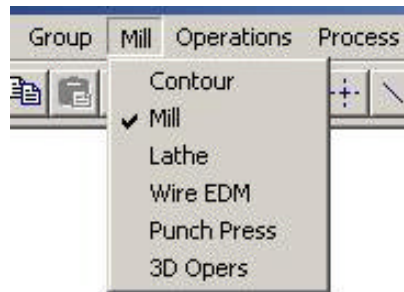 Group Mill Operations Process
Contour
Mill
Lathe
Wire EDM
Punch Press
3D Opers